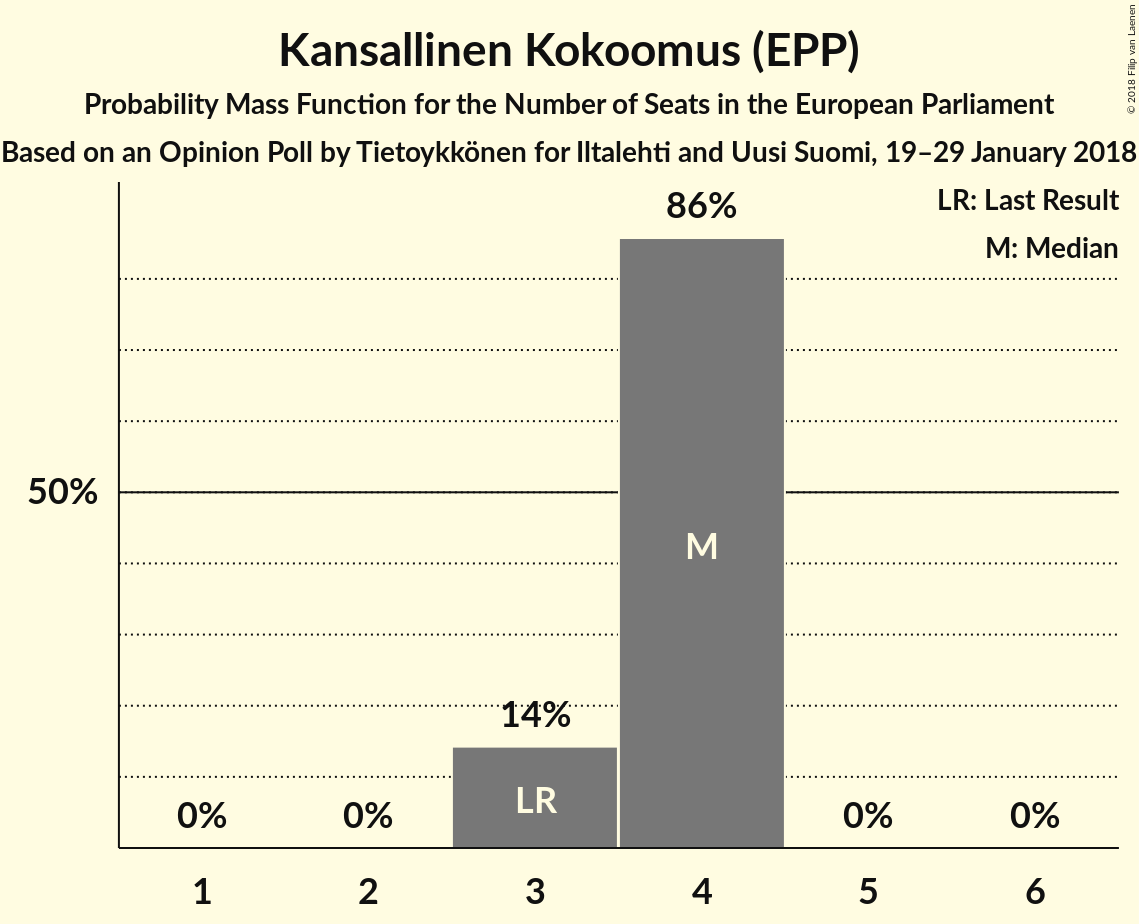 Kansallinen Kokoomus (EPP)
Probability Mass Function for the Number of Seats in the European Parliament
Based on an Opinion Poll by Tietoykkönen for Iltalehti and Uusi Suomi, 19–29 January 2018
© 2018 Filip van Laenen
LR: Last Result
M: Median
86%
50%
M
14%
LR
0%
0%
0%
0%
1
2
3
4
5
6